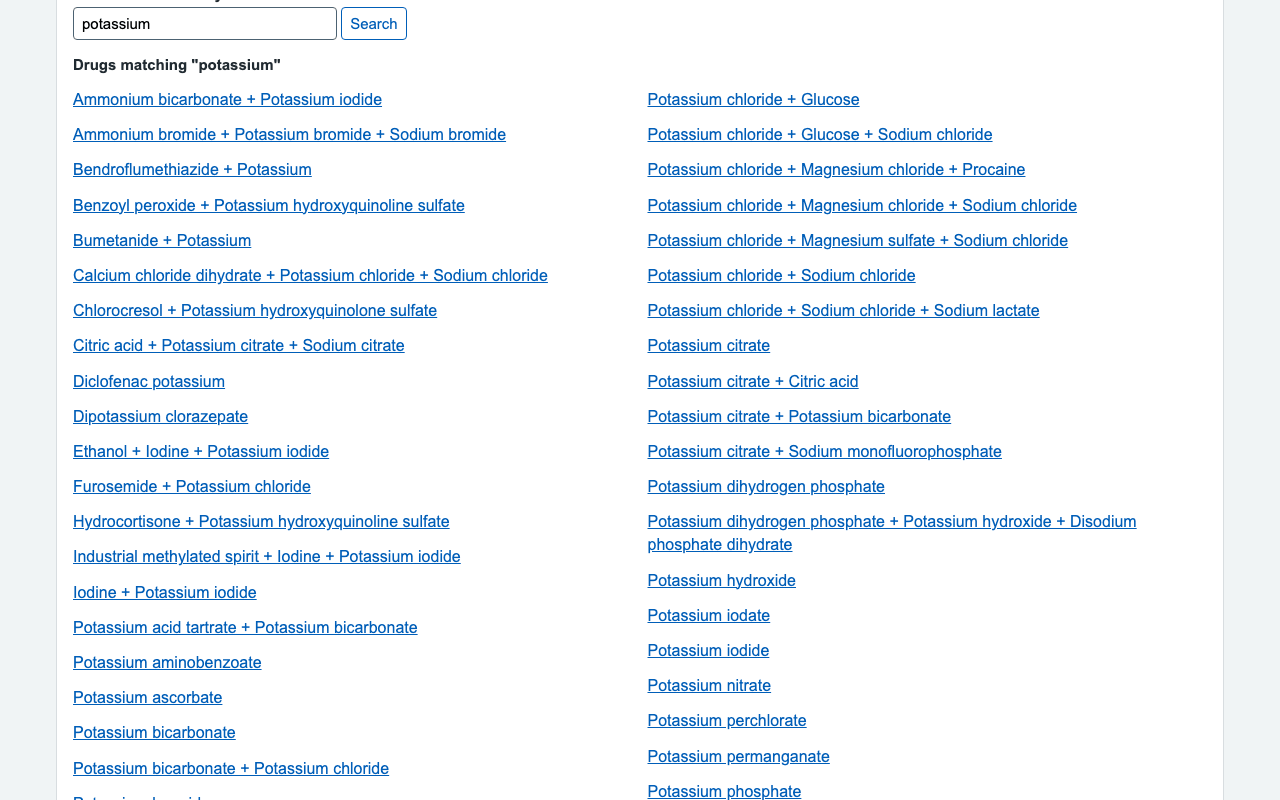 potassium
Search
Drugs matching "potassium"
Ammonium bicarbonate + Potassium iodide
Ammonium bromide + Potassium bromide + Sodium bromide
Bendroflumethiazide + Potassium
Benzoyl peroxide + Potassium hydroxyquinoline sulfate
Bumetanide + Potassium
Calcium chloride dihydrate + Potassium chloride + Sodium chloride
Chlorocresol + Potassium hydroxyquinolone sulfate
Citric acid + Potassium citrate + Sodium citrate
Diclofenac potassium
Dipotassium clorazepate
Ethanol + Iodine + Potassium iodide
Furosemide + Potassium chloride
Hydrocortisone + Potassium hydroxyquinoline sulfate
Industrial methylated spirit + Iodine + Potassium iodide
Iodine + Potassium iodide
Potassium acid tartrate + Potassium bicarbonate
Potassium aminobenzoate
Potassium ascorbate
Potassium bicarbonate
Potassium bicarbonate + Potassium chloride
Potassium chloride + Glucose
Potassium chloride + Glucose + Sodium chloride
Potassium chloride + Magnesium chloride + Procaine
Potassium chloride + Magnesium chloride + Sodium chloride
Potassium chloride + Magnesium sulfate + Sodium chloride
Potassium chloride + Sodium chloride
Potassium chloride + Sodium chloride + Sodium lactate
Potassium citrate
Potassium citrate + Citric acid
Potassium citrate + Potassium bicarbonate
Potassium citrate + Sodium monofluorophosphate
Potassium dihydrogen phosphate
Potassium dihydrogen phosphate + Potassium hydroxide + Disodium
phosphate dihydrate
Potassium hydroxide
Potassium iodate
Potassium iodide
Potassium nitrate
Potassium perchlorate
Potassium permanganate
Potassium phosphate